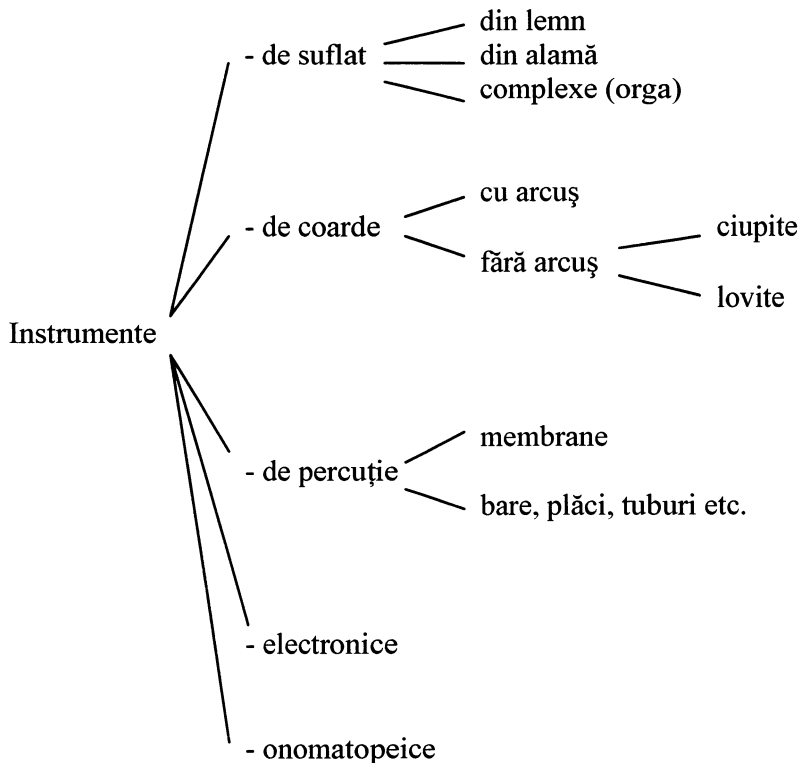 din lemn
- de suflat
din alamă
complexe (orga)
cu arcuş
- de coarde
ciupite
fără arcuş
lovite
Instrumente
membrane
- de percuţie
bare, plăci, tuburi etc.
- electronice
- onomatopeice